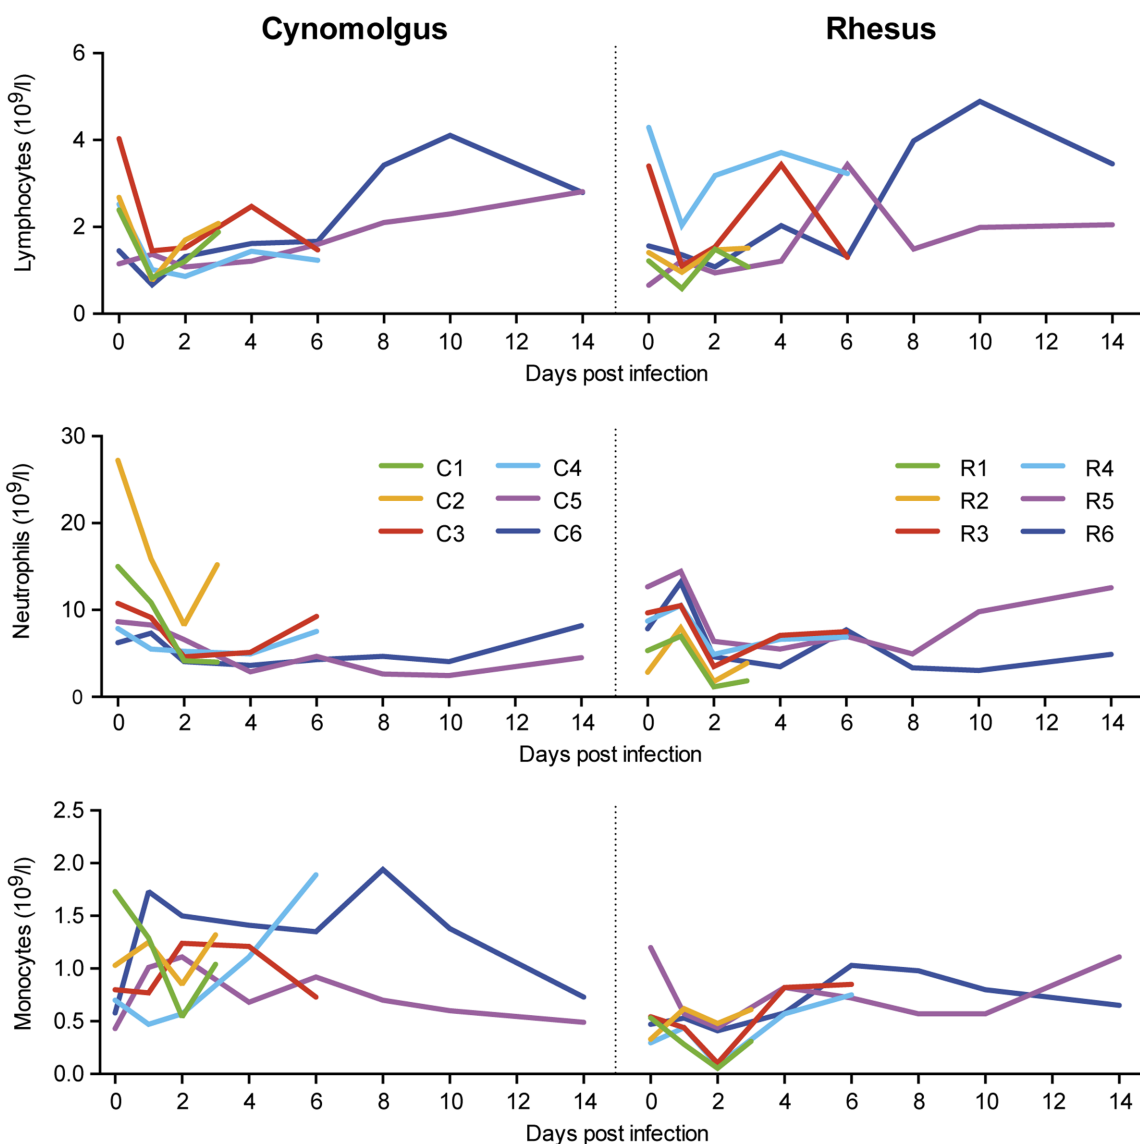 Cynomolgus Rhesus
Lymphocytes (10⁹/l)
6
4
2
0
0 2 4 6 8 10 12 14 0 2 4 6 8 10 12 14
Days post infection
Neutrophils (10⁹/l)
30
20
10
0
C1 C4 R1 R4
C2 C5 R2 R5
C3 C6 R3 R6
0 2 4 6 8 10 12 14 0 2 4 6 8 10 12 14
Days post infection
Monocytes (10⁹/l)
2.5
2.0
1.5
1.0
0.5
0.0
0 2 4 6 8 10 12 14 0 2 4 6 8 10 12 14
Days post infection